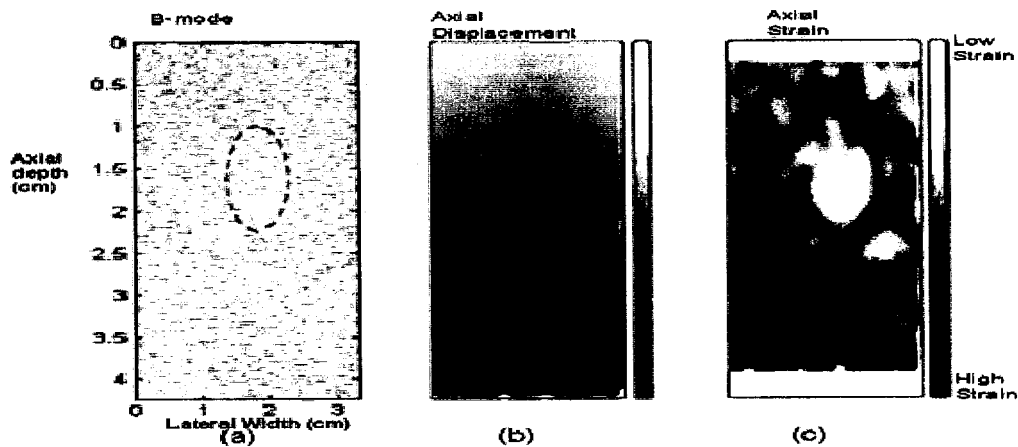 B-mode
0
0.5
1
1.5
2
2.5
3
3.5
4
Axial
depth
(cm)
0 1 2 3
Lateral Width (cm)
(a)
Axial
Displacement
(b)
Axial
Strain
Low
Strain
High
Strain
(c)